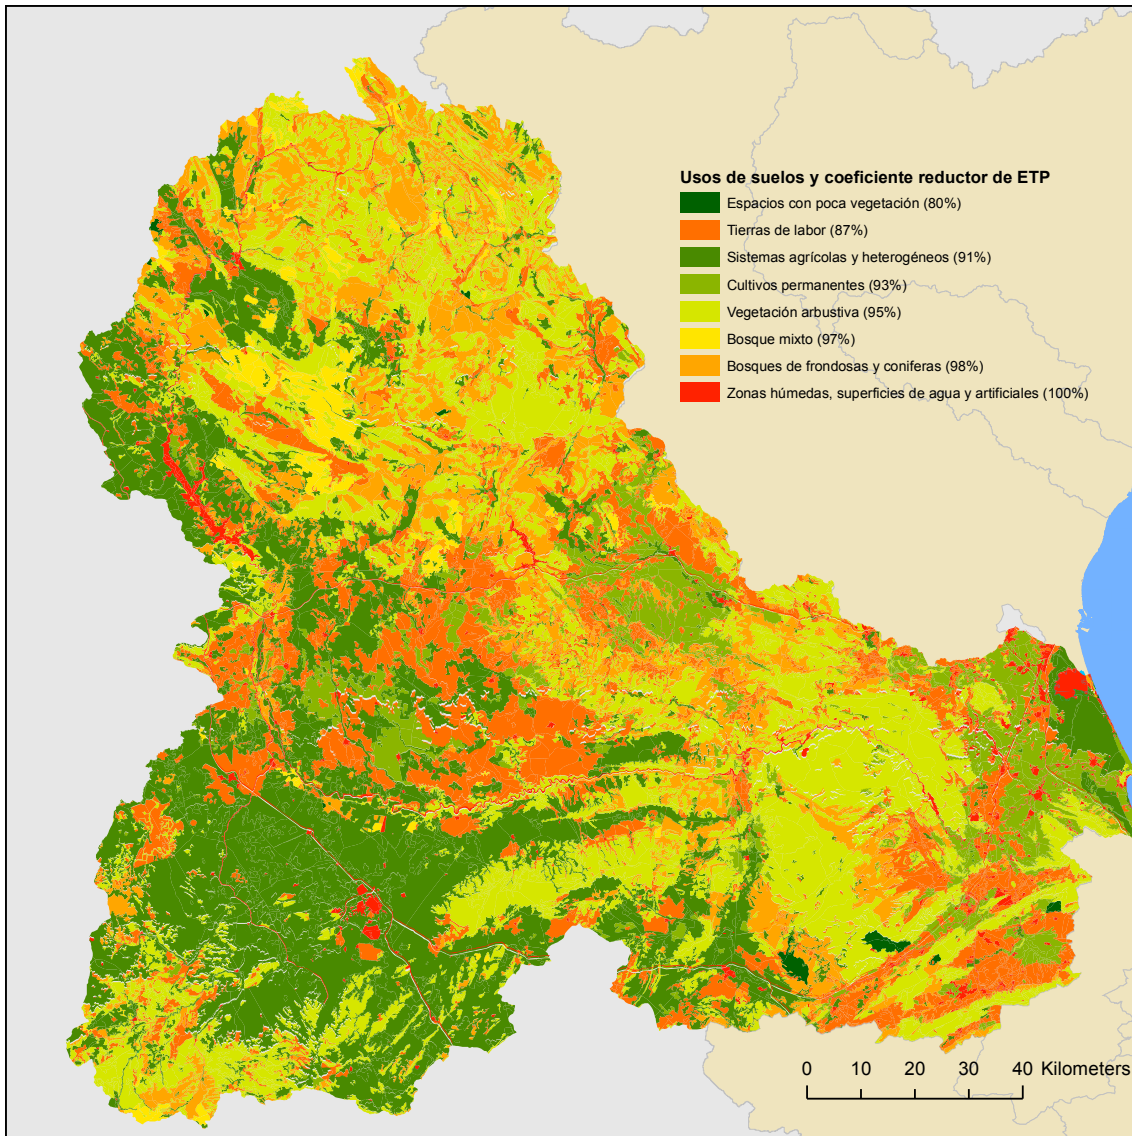 Usos de suelos y coeficiente reductor de ETP
Espacios con poca vegetación (80%)
Tierras de labor (87%)
Sistemas agrícolas y heterogéneos (91%)
Cultivos permanentes (93%)
Vegetación arbustiva (95%)
Bosque mixto (97%)
Bosques de frondosas y coniferas (98%)
Zonas húmedas, superficies de agua y artificiales (100%)
0 10 20 30 40 Kilometers